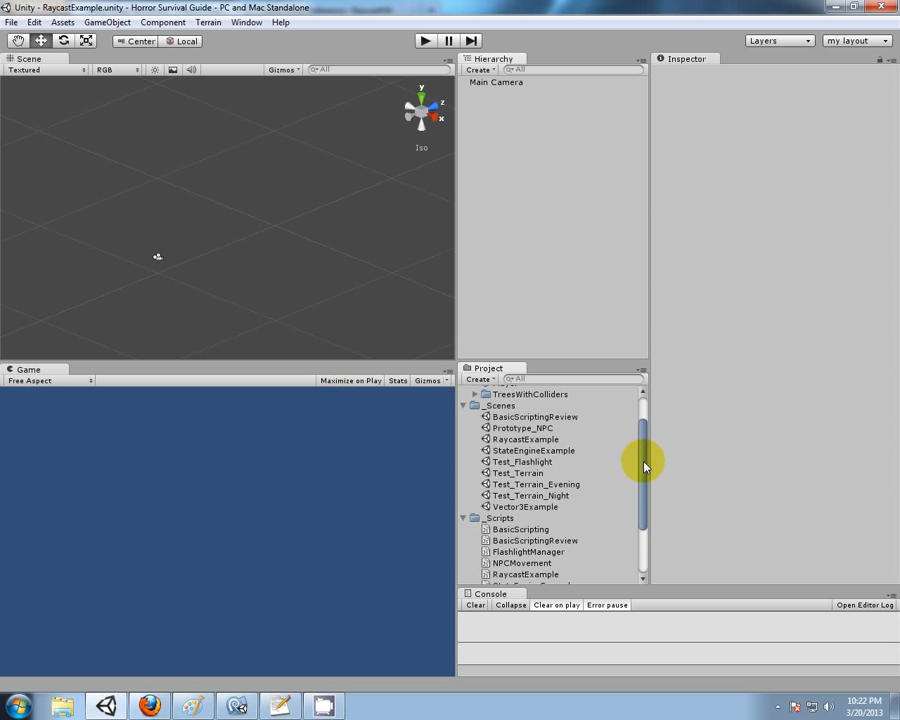 Unity - RaycastExample.unity - Horror Survival Guide - PC and Mac Standalone
File Edit Assets GameObject Component Terrain Window Help
Center Local Layers my layout
Scene
Textured RGB Gizmos All
y
z
x
Iso
Game
Free Aspect Maximize on Play Stats Gizmos
Hierarchy
Create All
Main Camera
Project
Create All
TreesWithColliders
_Scenes
BasicScriptingReview
Prototype_NPC
RaycastExample
StateEngineExample
Test_Flashlight
Test_Terrain
Test_Terrain_Evening
Test_Terrain_Night
Vector3Example
_Scripts
BasicScripting
BasicScriptingReview
FlashlightManager
NPCMovement
RaycastExample
Console
Clear Collapse Clear on play Error pause Open Editor Log
Inspector
10:22 PM
3/20/2013